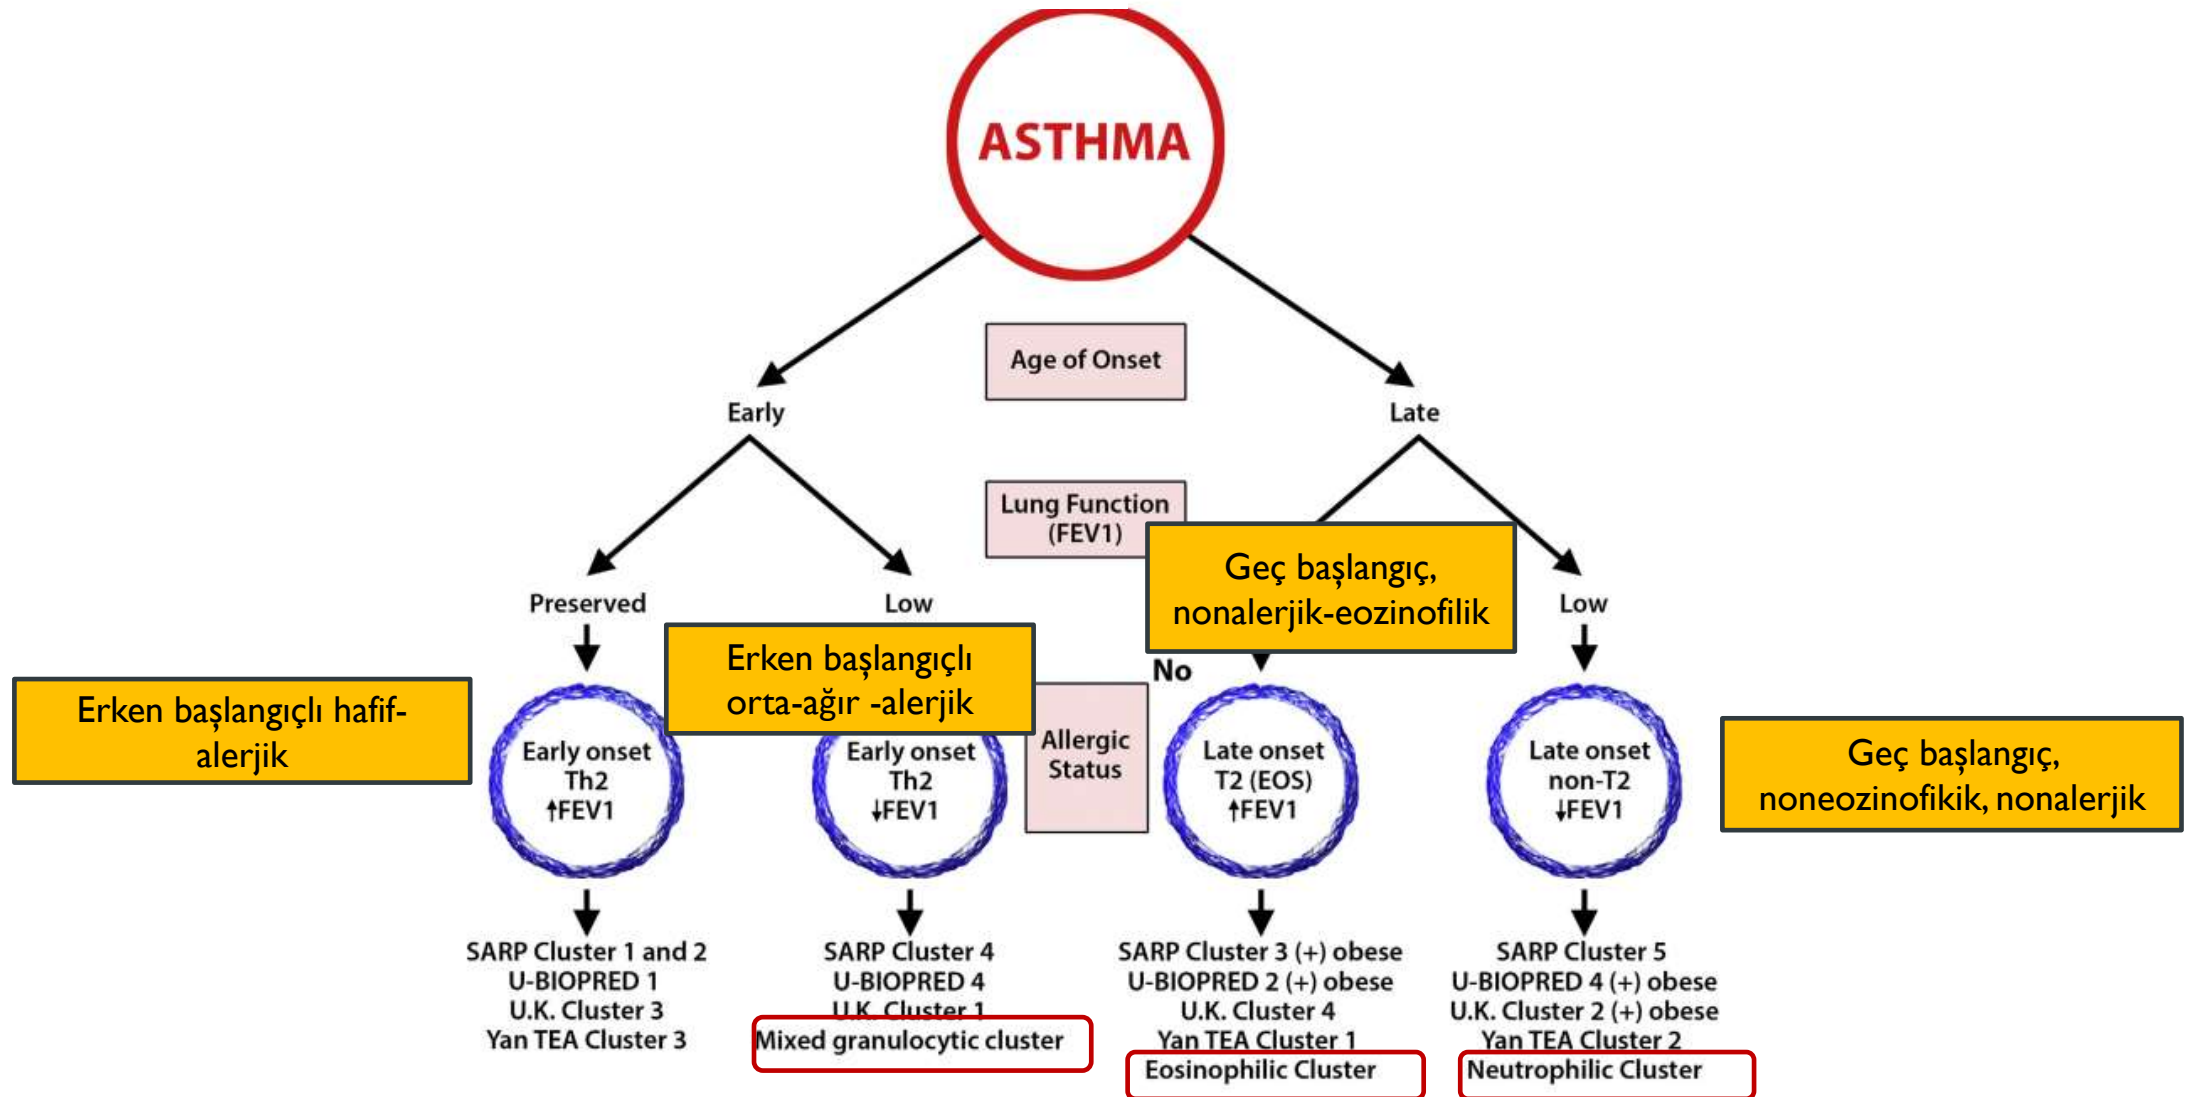 ASTHMA
Age of Onset
Early
Late
Lung Function
(FEV1)
Geç başlangıç,
nonalerjik-eozinofilik
Preserved
Low
Low
Erken başlangıçlı
orta-ağır -alerjik
No
Erken başlangıçlı hafif-
alerjik
Early onset
Th2
↑FEV1
Early onset
Th2
↓FEV1
Allergic
Status
Late onset
T2 (EOS)
↑FEV1
Late onset
non-T2
↓FEV1
Geç başlangıç,
noneozinofikik, nonalerjik
SARP Cluster 1 and 2
U-BIOPRED 1
U.K. Cluster 3
Yan TEA Cluster 3
SARP Cluster 4
U-BIOPRED 4
U.K. Cluster 1
Mixed granulocytic cluster
SARP Cluster 3 (+) obese
U-BIOPRED 2 (+) obese
U.K. Cluster 4
Yan TEA Cluster 1
Eosinophilic Cluster
SARP Cluster 5
U-BIOPRED 4 (+) obese
U.K. Cluster 2 (+) obese
Yan TEA Cluster 2
Neutrophilic Cluster